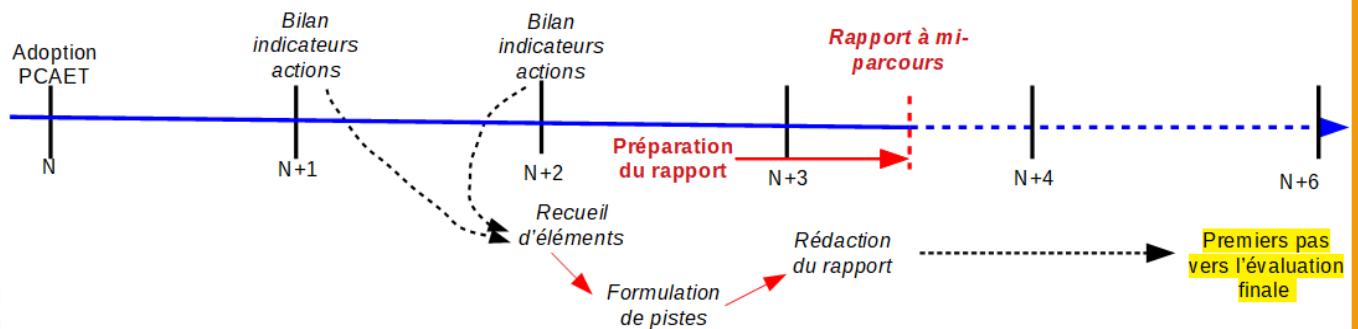 Adoption
PCAET
Bilan
indicateurs
actions
Bilan
indicateurs
actions
Rapport à mi-
parcours
Préparation
du rapport
N
N+1
N+2
N+3
N+4
N+6
Recueil
d'éléments
Formulation
de pistes
Rédaction
du rapport
Premiers pas
vers l'évaluation
finale